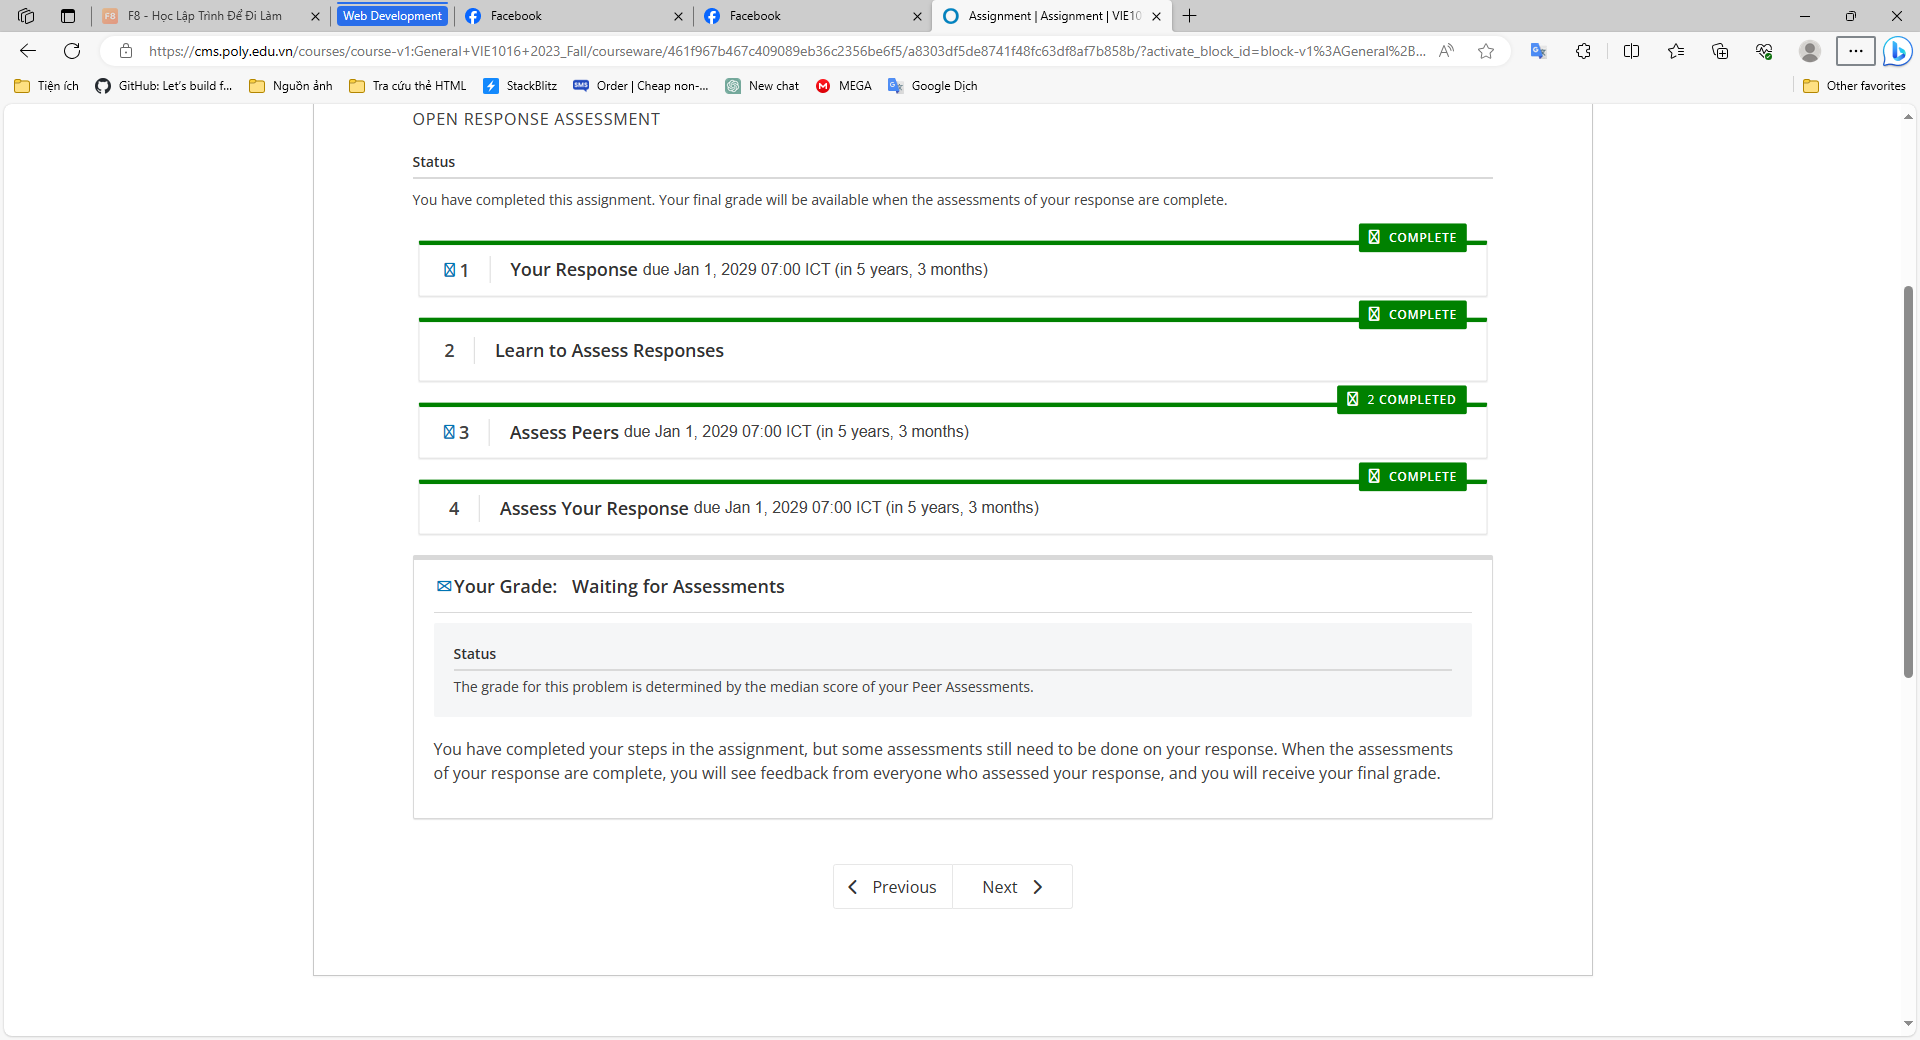 F8 - Học Lập Trình Để Đi Làm
Web Development
Facebook
Facebook
Assignment | Assignment | VIE10
https://cms.poly.edu.vn/courses/course-v1:General+VIE1016+2023_Fall/courseware/461f967b467c409089eb36c2356be6f5/a8303df5de8741f48fc63df8af7b858b/?activate_block_id=block-v1%3AGeneral%2B...
Tiện ích
GitHub: Let's build f...
Nguồn ảnh
Tra cứu thẻ HTML
StackBlitz
Order | Cheap non-...
New chat
MEGA
Google Dịch
Other favorites
OPEN RESPONSE ASSESSMENT
Status
You have completed this assignment. Your final grade will be available when the assessments of your response are complete.
COMPLETE
1 Your Response due Jan 1, 2029 07:00 ICT (in 5 years, 3 months)
COMPLETE
2 Learn to Assess Responses
2 COMPLETED
3 Assess Peers due Jan 1, 2029 07:00 ICT (in 5 years, 3 months)
COMPLETE
4 Assess Your Response due Jan 1, 2029 07:00 ICT (in 5 years, 3 months)
Your Grade: Waiting for Assessments
Status
The grade for this problem is determined by the median score of your Peer Assessments.
You have completed your steps in the assignment, but some assessments still need to be done on your response. When the assessments
of your response are complete, you will see feedback from everyone who assessed your response, and you will receive your final grade.
Previous
Next